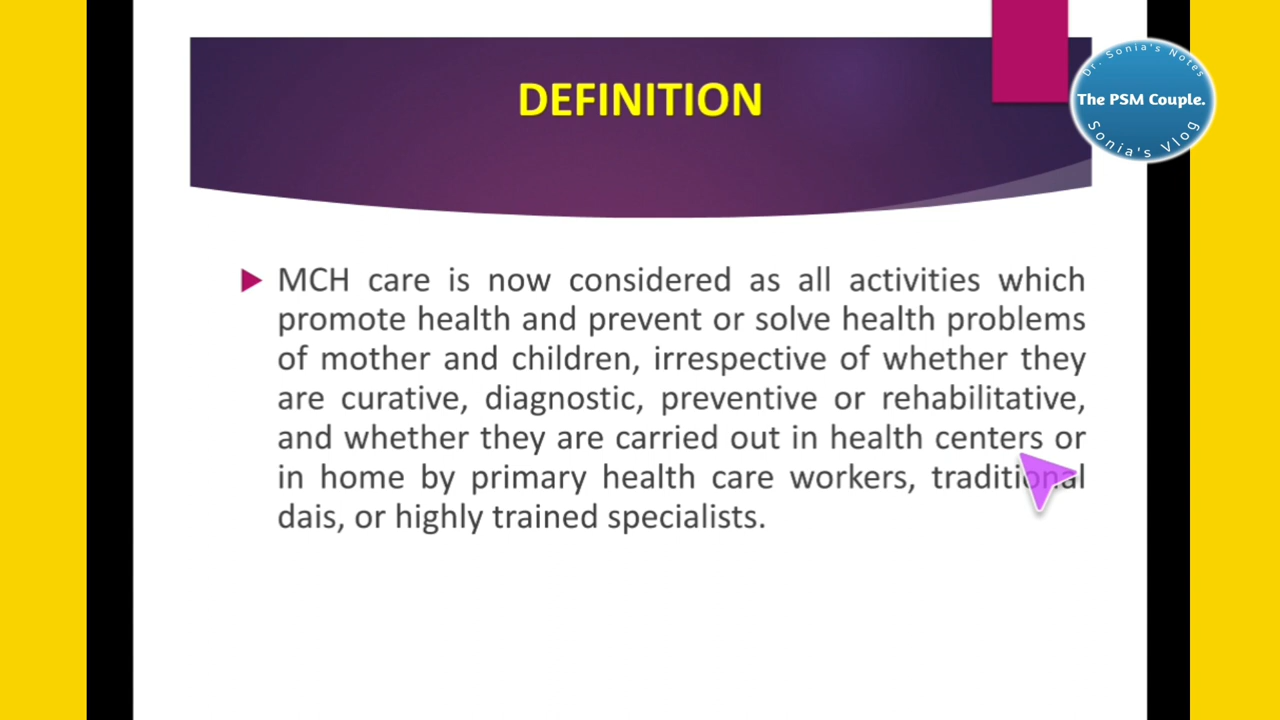 DEFINITION
Dr. Sonia's Notes
The PSM Couple.
Sonia's Vlog
MCH care is now considered as all activities which
promote health and prevent or solve health problems
of mother and children, irrespective of whether they
are curative, diagnostic, preventive or rehabilitative,
and whether they are carried out in health centers or
in home by primary health care workers, traditional
dais, or highly trained specialists.